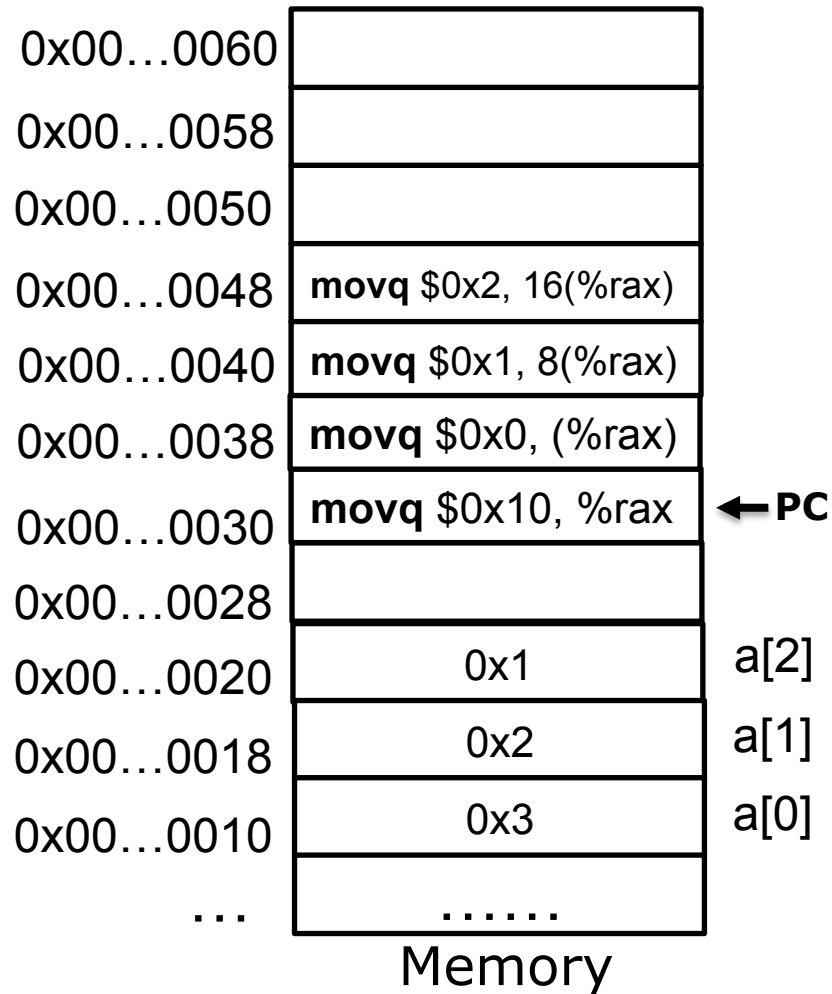 0x00…0060
0x00…0058
0x00…0050
0x00…0048 movq $0x2, 16(%rax)
0x00…0040 movq $0x1, 8(%rax)
0x00…0038 movq $0x0, (%rax)
0x00…0030 movq $0x10, %rax PC
0x00…0028
0x00…0020 0x1 a[2]
0x00…0018 0x2 a[1]
0x00…0010 0x3 a[0]
… ……
Memory